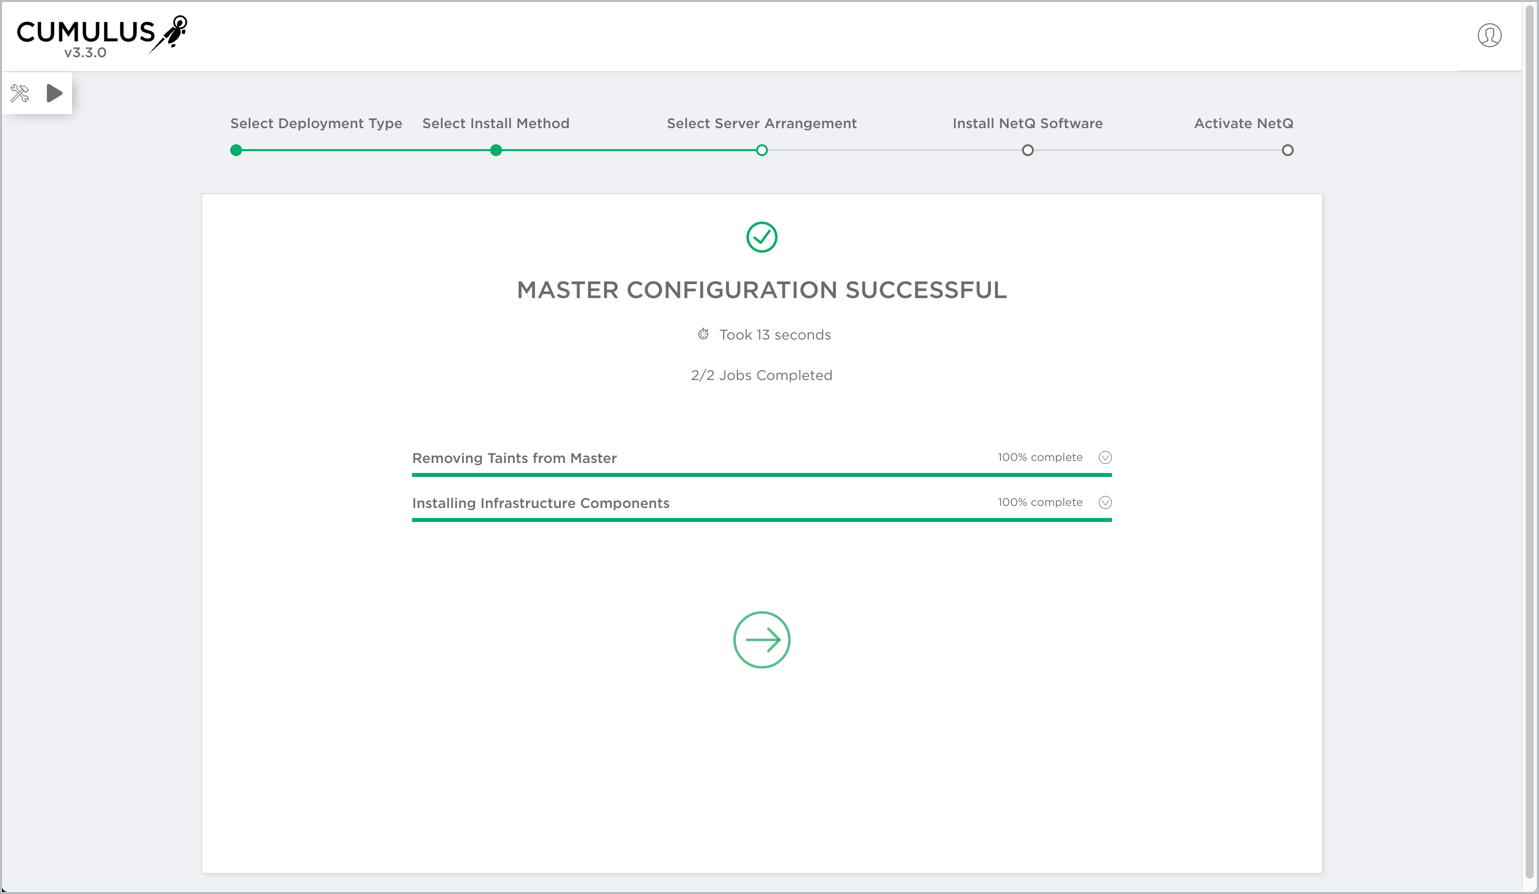 CUMULUS
v3.3.0
Select Deployment Type Select Install Method Select Server Arrangement Install NetQ Software Activate NetQ
MASTER CONFIGURATION SUCCESSFUL
Took 13 seconds
2/2 Jobs Completed
Removing Taints from Master 100% complete
Installing Infrastructure Components 100% complete